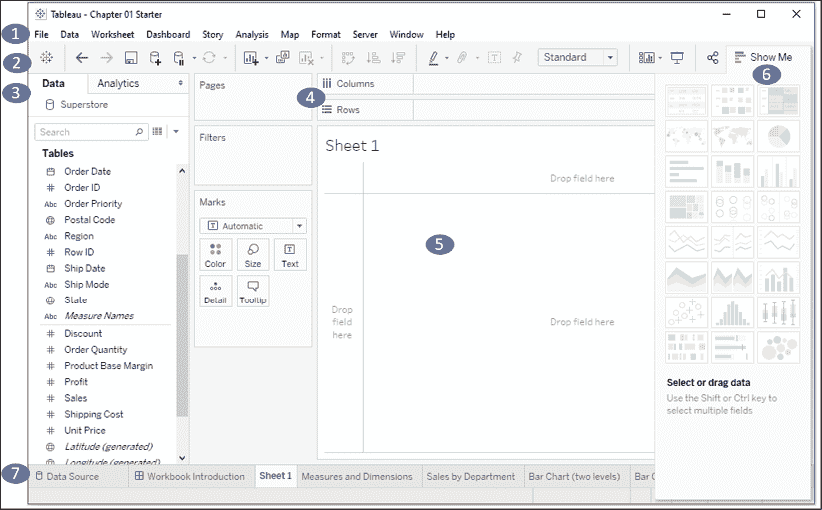 Tableau - Chapter 01 Starter
1 File Data Worksheet Dashboard Story Analysis Map Format Server Window Help
2 Standard Show Me
6
3 Data Analytics
Superstore
Search
Tables
Order Date
Order ID
Abc Order Priority
Postal Code
Abc Region
Row ID
Ship Date
Abc Ship Mode
State
Abc Measure Names
Discount
Order Quantity
Product Base Margin
Profit
Sales
Shipping Cost
Unit Price
Latitude (generated)
Longitude (generated)
Pages
Filters
Marks
T Automatic
Color Size Text
Detail Tooltip
4 Columns
Rows
Sheet 1
Drop field here
5
Drop
field
here
Drop field here
Select or drag data
Use the Shift or Ctrl key to
select multiple fields
7 Data Source Workbook Introduction Sheet 1 Measures and Dimensions Sales by Department Bar Chart (two levels) Bar C